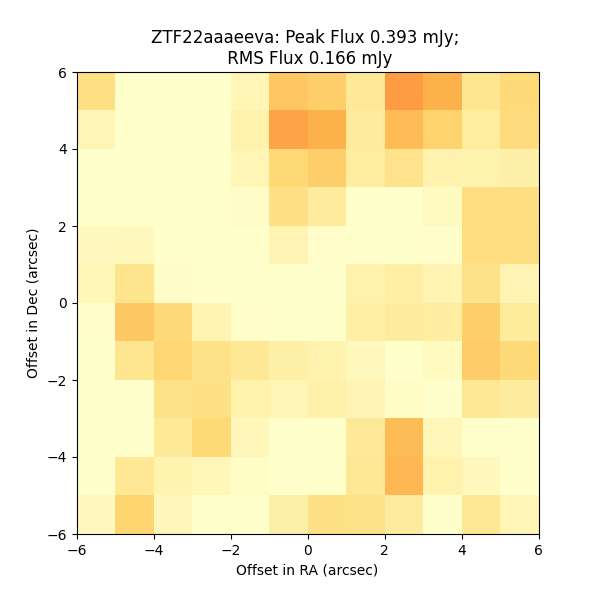 ZTF22aaaeeva: Peak Flux 0.393 mJy;
RMS Flux 0.166 mJy
6
4
2
0
−2
−4
−6
Offset in Dec (arcsec)
−6 −4 −2 0 2 4 6
Offset in RA (arcsec)